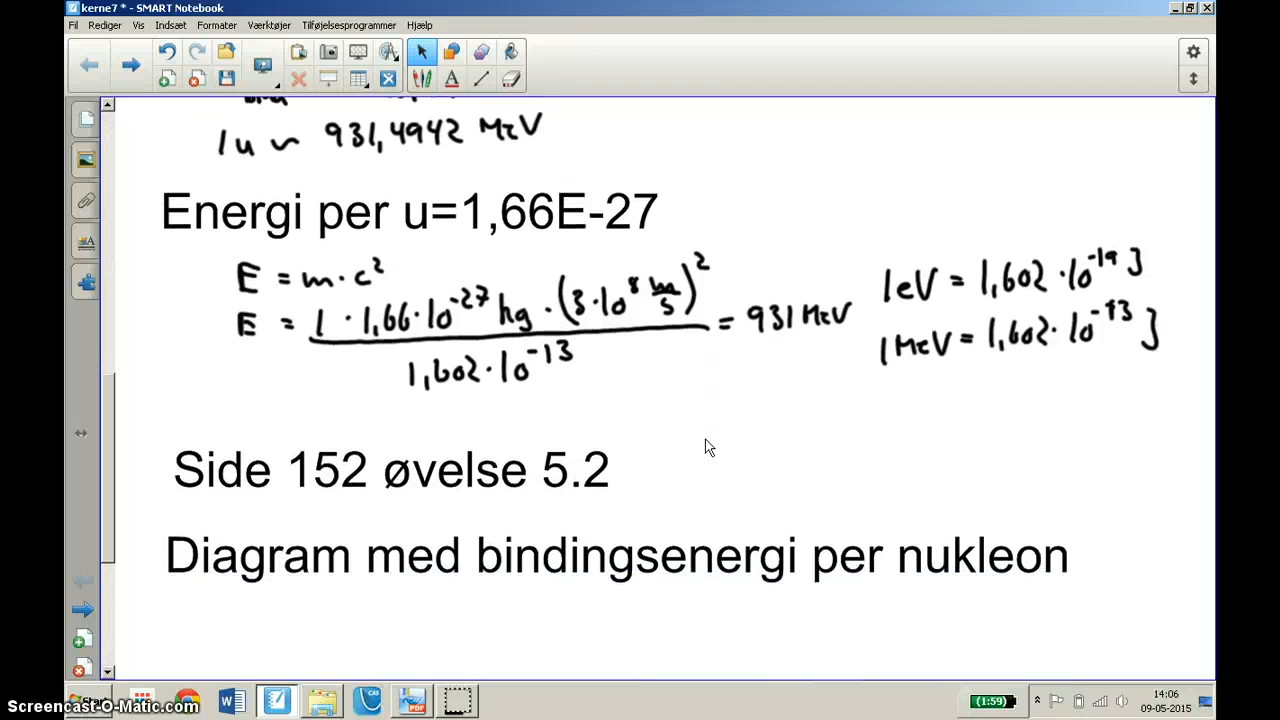 kerne7 * - SMART Notebook
Fil Rediger Vis Indsæt Formater Værktøjer Tilføjelsesprogrammer Hjælp
1u ~ 931,4942 MeV
Energi per u=1,66E-27
E = m·c²
1eV = 1,602·10⁻¹⁹ J
E = 1·1,66·10⁻²⁷ kg·(3·10⁸ m/s)² = 931 MeV
1,602·10⁻¹³
1MeV = 1,602·10⁻¹³ J
Side 152 øvelse 5.2
Diagram med bindingsenergi per nukleon
Start
(1:59)
14:06
09-05-2015
Screencast-O-Matic.com